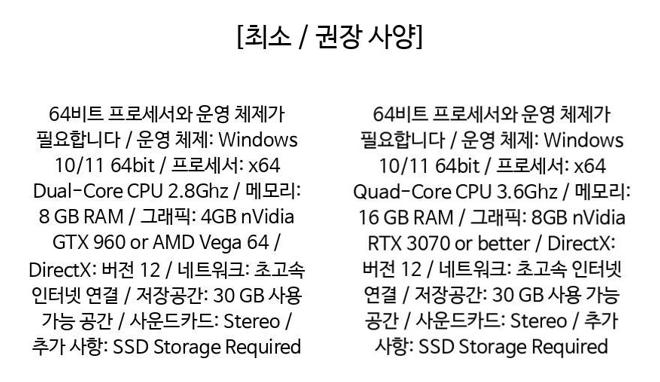 [최소 / 권장 사양]
64비트 프로세서와 운영 체제가
필요합니다 / 운영 체제: Windows
10/11 64bit / 프로세서: x64
Dual-Core CPU 2.8Ghz / 메모리:
8 GB RAM / 그래픽: 4GB nVidia
GTX 960 or AMD Vega 64 /
DirectX: 버전 12 / 네트워크: 초고속
인터넷 연결 / 저장공간: 30 GB 사용
가능 공간 / 사운드카드: Stereo /
추가 사항: SSD Storage Required
64비트 프로세서와 운영 체제가
필요합니다 / 운영 체제: Windows
10/11 64bit / 프로세서: x64
Quad-Core CPU 3.6Ghz / 메모리:
16 GB RAM / 그래픽: 8GB nVidia
RTX 3070 or better / DirectX:
버전 12 / 네트워크: 초고속 인터넷
연결 / 저장공간: 30 GB 사용 가능
공간 / 사운드카드: Stereo / 추가
사항: SSD Storage Required